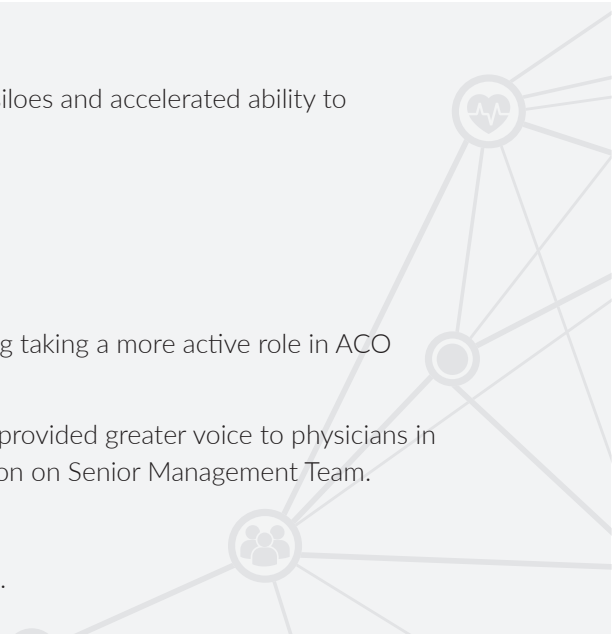 iloes and accelerated ability to
g taking a more active role in ACO
provided greater voice to physicians in
on on Senior Management Team.
.